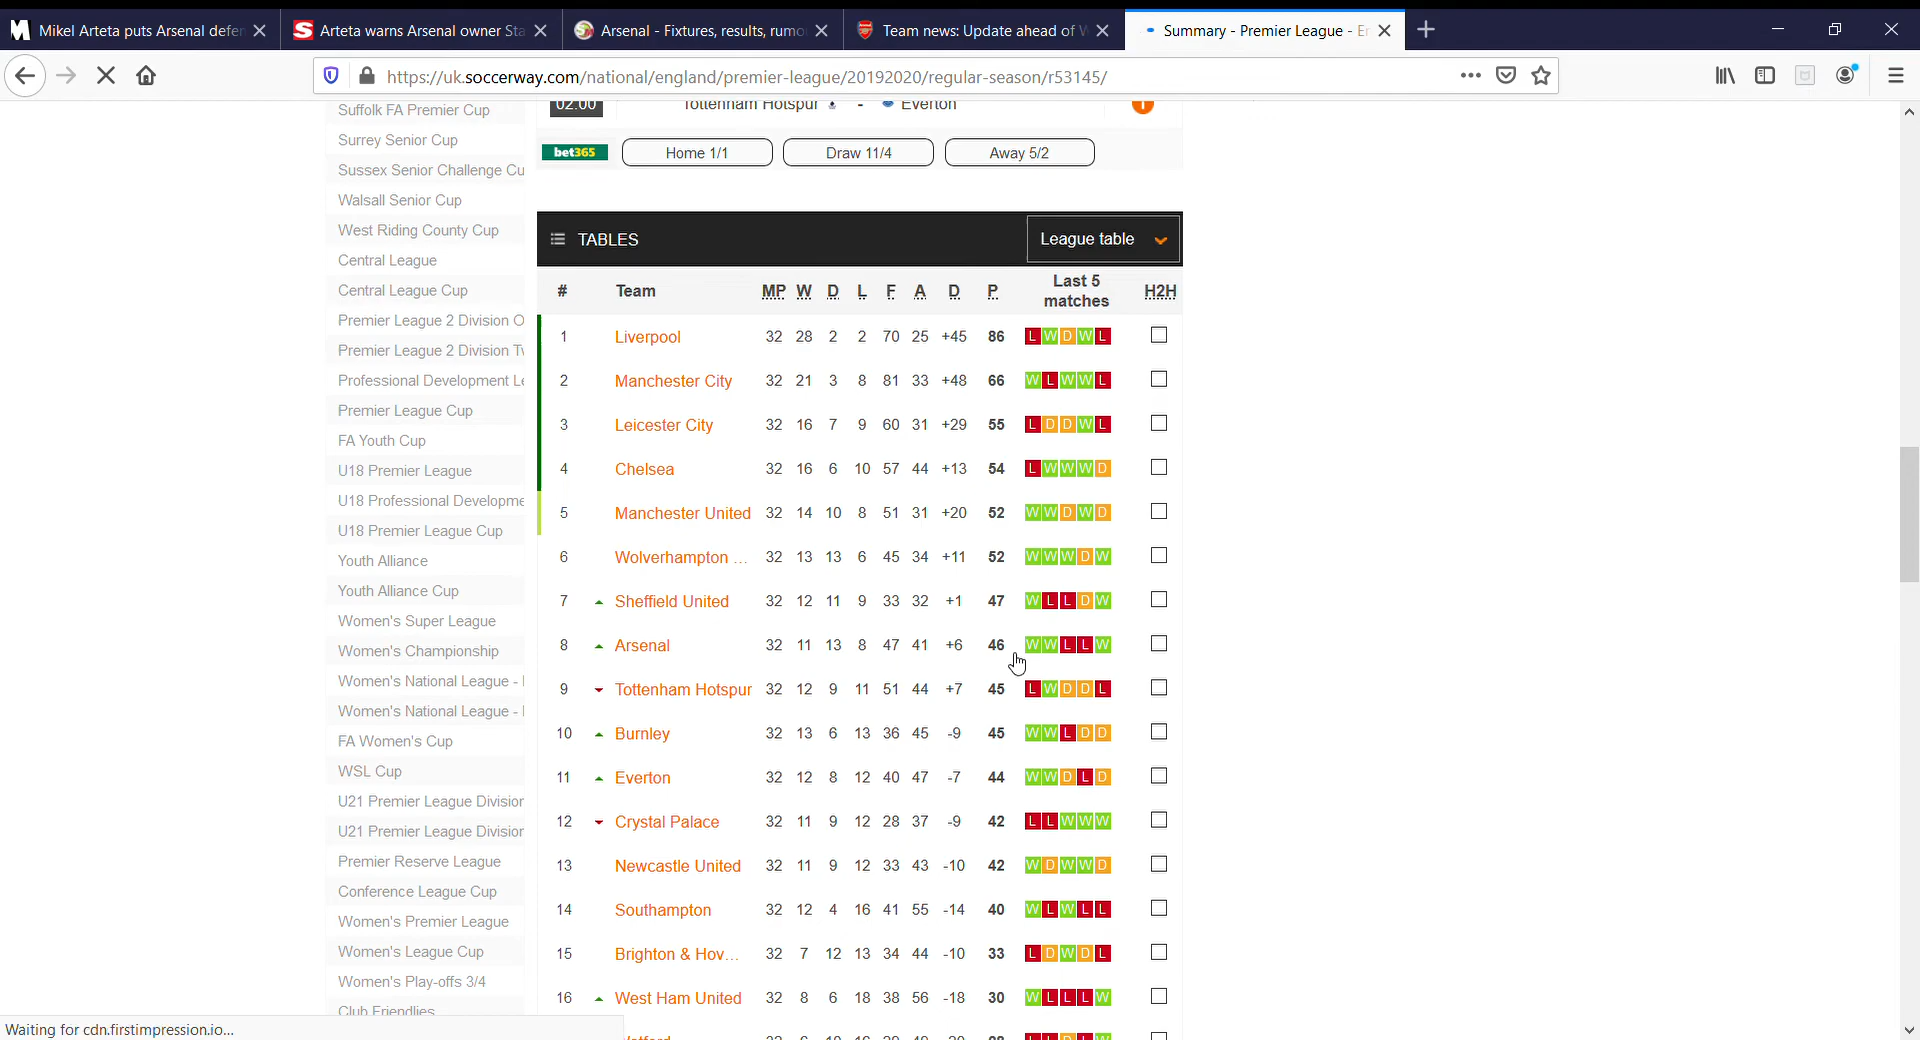 Mikel Arteta puts Arsenal defen
Arteta warns Arsenal owner Sta
Arsenal - Fixtures, results, rumo
Team news: Update ahead of W
Summary - Premier League - En
https://uk.soccerway.com/national/england/premier-league/20192020/regular-season/r53145/
Suffolk FA Premier Cup
Surrey Senior Cup
Sussex Senior Challenge Cu
Walsall Senior Cup
West Riding County Cup
Central League
Central League Cup
Premier League 2 Division O
Premier League 2 Division Tw
Professional Development Le
Premier League Cup
FA Youth Cup
U18 Premier League
U18 Professional Developme
U18 Premier League Cup
Youth Alliance
Youth Alliance Cup
Women's Super League
Women's Championship
Women's National League -
Women's National League -
FA Women's Cup
WSL Cup
U21 Premier League Division
U21 Premier League Division
Premier Reserve League
Conference League Cup
Women's Premier League
Women's League Cup
Women's Play-offs 3/4
Club Friendlies
02.00 Tottenham Hotspur - Everton
bet365 Home 1/1 Draw 11/4 Away 5/2
TABLES League table
# Team MP W D L F A D P Last 5 matches H2H
1 Liverpool 32 28 2 2 70 25 +45 86 L W D W L
2 Manchester City 32 21 3 8 81 33 +48 66 W L W W L
3 Leicester City 32 16 7 9 60 31 +29 55 L D D W L
4 Chelsea 32 16 6 10 57 44 +13 54 L W W W D
5 Manchester United 32 14 10 8 51 31 +20 52 W W D W D
6 Wolverhampton ... 32 13 13 6 45 34 +11 52 W W W D W
7 Sheffield United 32 12 11 9 33 32 +1 47 W L L D W
8 Arsenal 32 11 13 8 47 41 +6 46 W W L L W
9 Tottenham Hotspur 32 12 9 11 51 44 +7 45 L W D D L
10 Burnley 32 13 6 13 36 45 -9 45 W W L D D
11 Everton 32 12 8 12 40 47 -7 44 W W D L D
12 Crystal Palace 32 11 9 12 28 37 -9 42 L L W W W
13 Newcastle United 32 11 9 12 33 43 -10 42 W D W W D
14 Southampton 32 12 4 16 41 55 -14 40 W L W L L
15 Brighton & Hov... 32 7 12 13 34 44 -10 33 L D W D L
16 West Ham United 32 8 6 18 38 56 -18 30 W L L L W
Waiting for cdn.firstimpression.io...